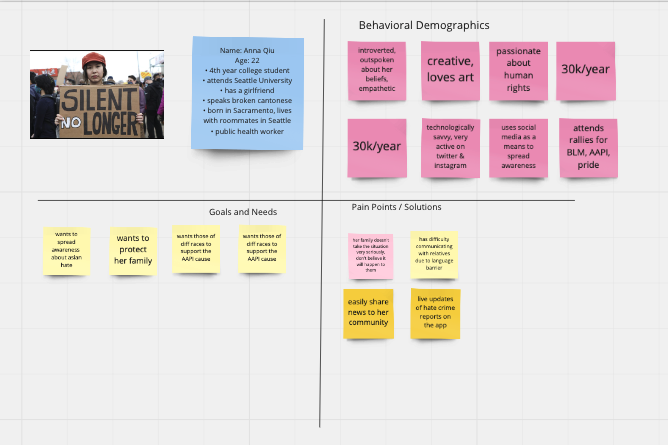 SILENT
NO LONGER
Name: Anna Qiu
Age: 22
• 4th year college student
• attends Seattle University
• has a girlfriend
• speaks broken cantonese
• born in Sacramento, lives
with roommates in Seattle
• public health worker
Behavioral Demographics
introverted,
outspoken
about her
beliefs,
empathetic
creative,
loves art
passionate
about
human
rights
30k/year
30k/year
technologically
savvy, very
active on
twitter &
instagram
uses social
media as a
means to
spread
awareness
attends
rallies for
BLM, AAPI,
pride
Goals and Needs
wants to
spread
awareness
about asian
hate
wants to
protect
her family
wants those of
diff races to
support the
AAPI cause
wants those of
diff races to
support the
AAPI cause
Pain Points / Solutions
her family doesn't
take the situation
very seriously,
don't believe it
will happen to
them
has difficulty
communicating
with relatives
due to language
barrier
easily share
news to her
community
live updates
of hate crime
reports on
the app